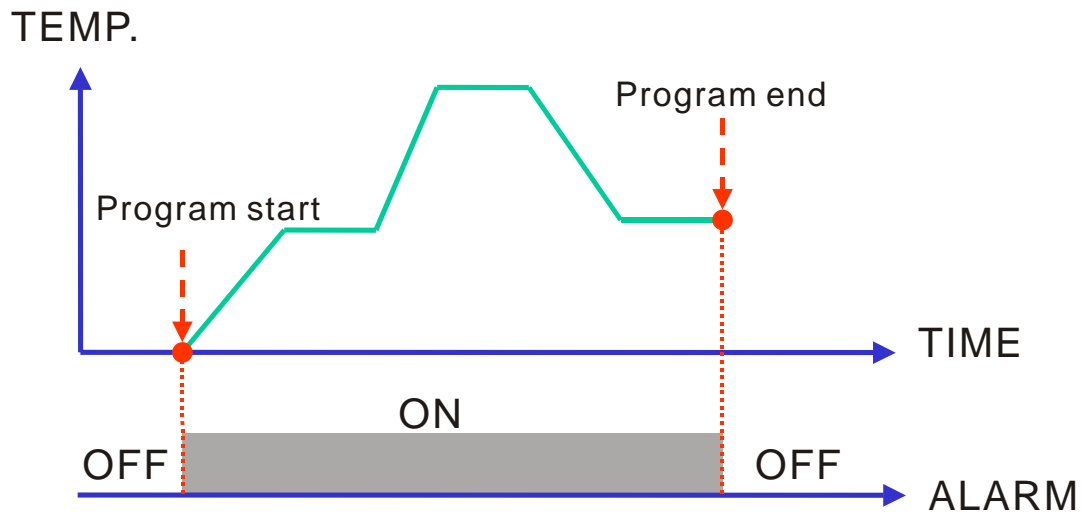 TEMP.
Program end
Program start
TIME
ON
OFF
OFF
ALARM